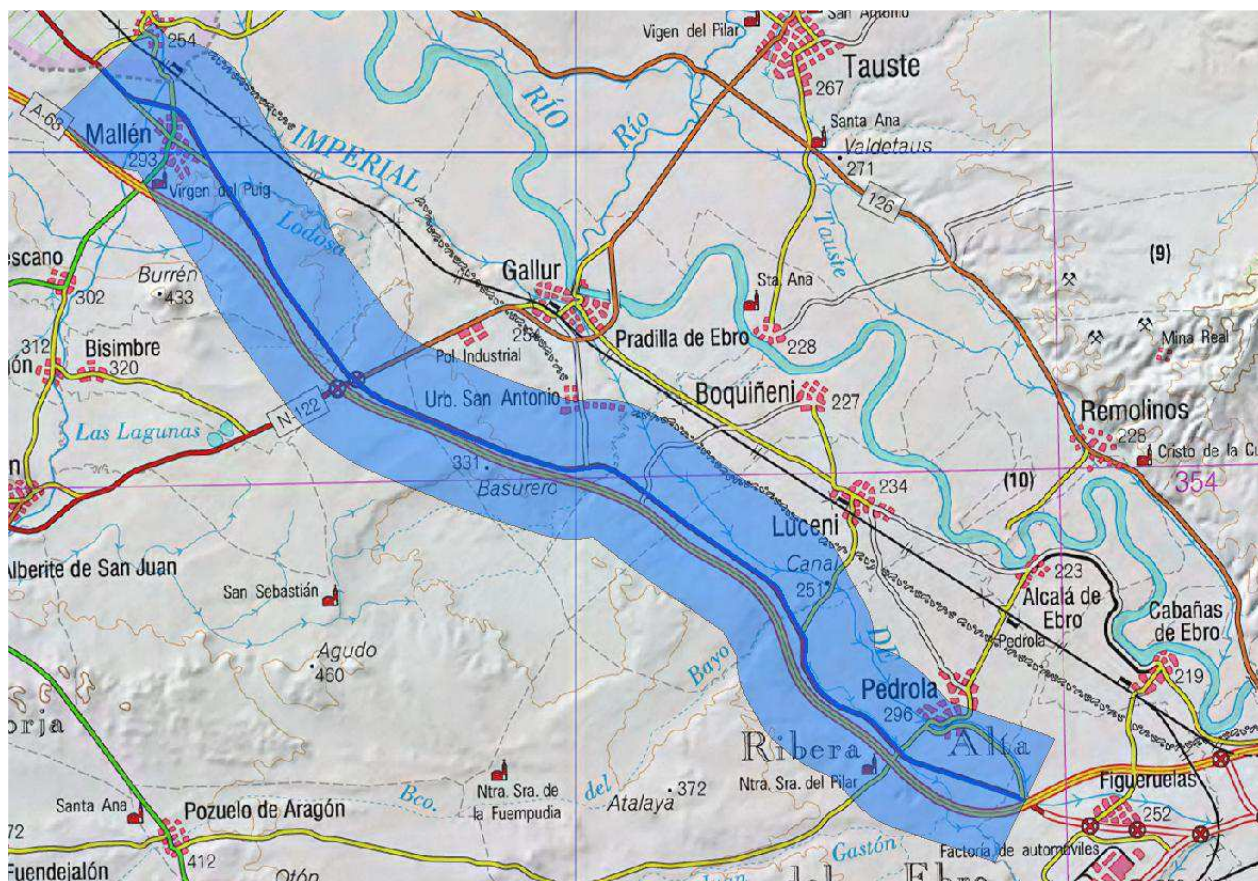 254
Vigen del Pilar
San Antonio
Tauste
267
A-68
Mallén
293
IMPERIAL
RÍO
Río
Santa Ana
Valdetaus
271
Virgen del Puig
Lodosa
Tauste
126
(9)
escano
302
Burrén
433
Gallur
Sta. Ana
Pradilla de Ebro
228
Mina Real
312
Bisimbre
320
Pol. Industrial
Urb. San Antonio
Boquiñeni
227
Remolinos
228
Cristo de la Cu
N-122
Las Lagunas
331
Basurero
234
(10)
354
Luceni
Canal
251
Alberite de San Juan
San Sebastián
223
Alcalá de
Ebro
Cabañas
de Ebro
Agudo
460
Bayo
DE
Pedrola
219
Pedrola
296
orja
Ribera Alta
Ntra. Sra. del Pilar
Figueruelas
252
Santa Ana
Pozuelo de Aragón
Bco.
Ntra. Sra. de
la Fuempudia
del
Atalaya
372
72
412
Gastón
Factoría de automóviles
Fuendejalón
Otón
del Ebro